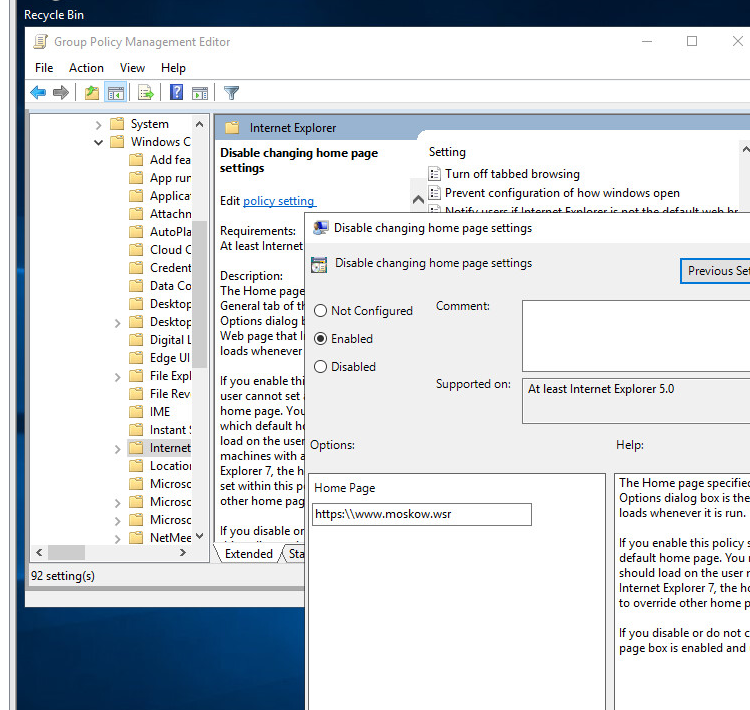 Recycle Bin
Group Policy Management Editor
File Action View Help
System
Windows C
Add fea
App run
Applicat
Attachm
AutoPla
Cloud C
Credent
Data Co
Desktop
Desktop
Digital L
Edge UI
File Expl
File Rev
IME
Instant S
Internet
Location
Microso
Microso
Microso
NetMee
92 setting(s)
Internet Explorer
Disable changing home page
settings
Edit policy setting
Requirements:
At least Internet
Description:
The Home page
General tab of th
Options dialog b
Web page that I
loads whenever
If you enable thi
user cannot set
home page. You
which default h
load on the user
machines with a
Explorer 7, the h
set within this p
other home pag
If you disable or
Extended Sta
Setting
Turn off tabbed browsing
Prevent configuration of how windows open
Notify users if Internet Explorer is not the default web br
Disable changing home page settings
Disable changing home page settings
Previous Set
Not Configured
Enabled
Disabled
Comment:
Supported on:
At least Internet Explorer 5.0
Options:
Help:
Home Page
https:\\www.moskow.wsr
The Home page specified
Options dialog box is the
loads whenever it is run.
If you enable this policy s
default home page. You
should load on the user
Internet Explorer 7, the ho
to override other home p
If you disable or do not c
page box is enabled and